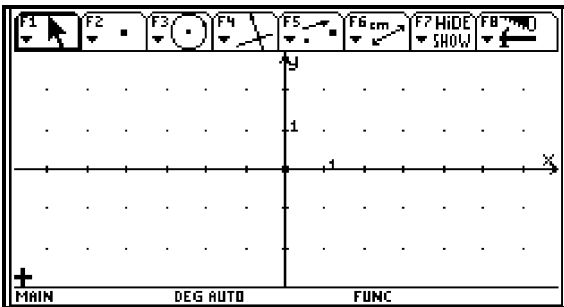 F1 F2 F3 F4 F5 F6 cm F7 HIDE F8
SHOW
y
1
1
x
MAIN DEG AUTO FUNC